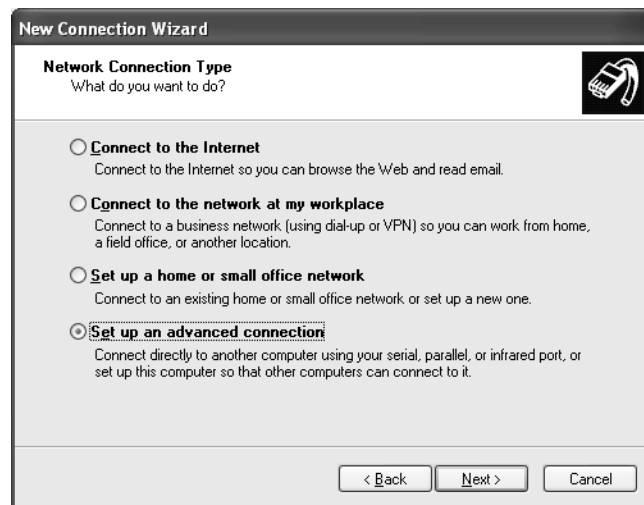 New Connection Wizard
Network Connection Type
What do you want to do?
Connect to the Internet
Connect to the Internet so you can browse the Web and read email.
Connect to the network at my workplace
Connect to a business network (using dial-up or VPN) so you can work from home,
a field office, or another location.
Set up a home or small office network
Connect to an existing home or small office network or set up a new one.
Set up an advanced connection
Connect directly to another computer using your serial, parallel, or infrared port, or
set up this computer so that other computers can connect to it.
< Back Next > Cancel